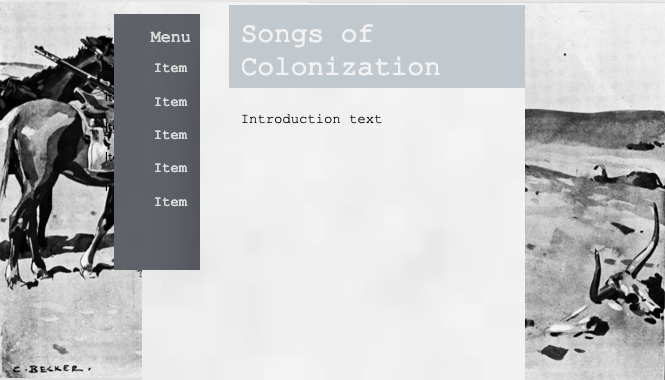 Menu
Item
Item
Item
Item
Item
Songs of
Colonization
Introduction text
C. BECKER.